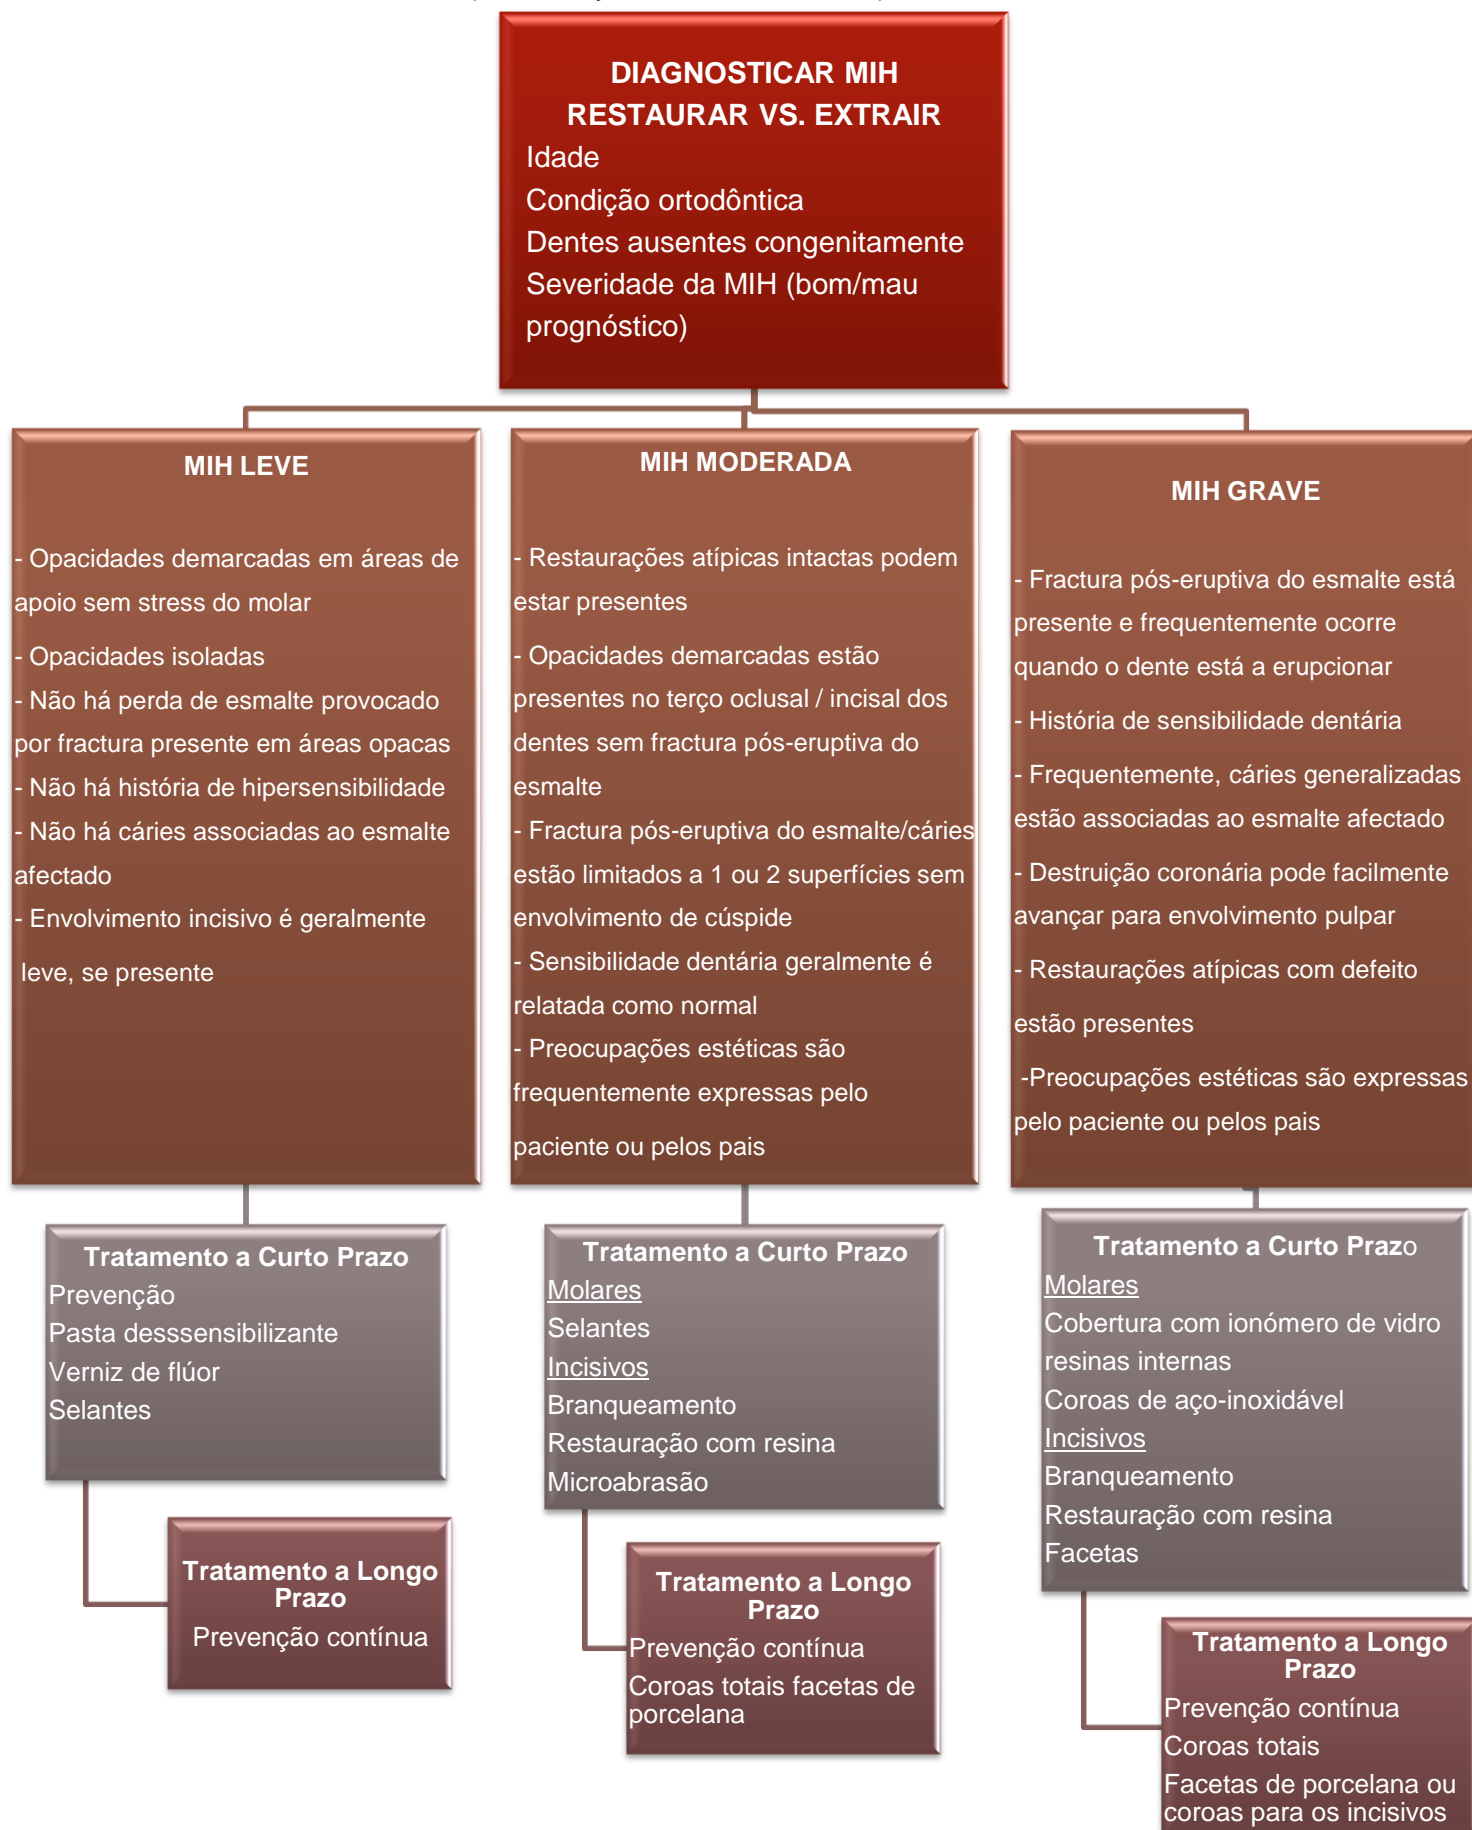 DIAGNOSTICAR MIH
RESTAURAR VS. EXTRAIR
Idade
Condição ortodôntica
Dentes ausentes congenitamente
Severidade da MIH (bom/mau
prognóstico)
MIH LEVE
- Opacidades demarcadas em áreas de
apoio sem stress do molar
- Opacidades isoladas
- Não há perda de esmalte provocado
por fractura presente em áreas opacas
- Não há história de hipersensibilidade
- Não há cáries associadas ao esmalte
afectado
- Envolvimento incisivo é geralmente
leve, se presente
MIH MODERADA
- Restaurações atípicas intactas podem
estar presentes
- Opacidades demarcadas estão
presentes no terço oclusal / incisal dos
dentes sem fractura pós-eruptiva do
esmalte
- Fractura pós-eruptiva do esmalte/cáries
estão limitados a 1 ou 2 superfícies sem
envolvimento de cúspide
- Sensibilidade dentária geralmente é
relatada como normal
- Preocupações estéticas são
frequentemente expressas pelo
paciente ou pelos pais
MIH GRAVE
- Fractura pós-eruptiva do esmalte está
presente e frequentemente ocorre
quando o dente está a erupcionar
- História de sensibilidade dentária
- Frequentemente, cáries generalizadas
estão associadas ao esmalte afectado
- Destruição coronária pode facilmente
avançar para envolvimento pulpar
- Restaurações atípicas com defeito
estão presentes
-Preocupações estéticas são expressas
pelo paciente ou pelos pais
Tratamento a Curto Prazo
Prevenção
Pasta desssensibilizante
Verniz de flúor
Selantes
Tratamento a Longo
Prazo
Prevenção contínua
Tratamento a Curto Prazo
Molares
Selantes
Incisivos
Branqueamento
Restauração com resina
Microabrasão
Tratamento a Longo
Prazo
Prevenção contínua
Coroas totais facetas de
porcelana
Tratamento a Curto Prazo
Molares
Cobertura com ionómero de vidro
resinas internas
Coroas de aço-inoxidável
Incisivos
Branqueamento
Restauração com resina
Facetas
Tratamento a Longo
Prazo
Prevenção contínua
Coroas totais
Facetas de porcelana ou
coroas para os incisivos